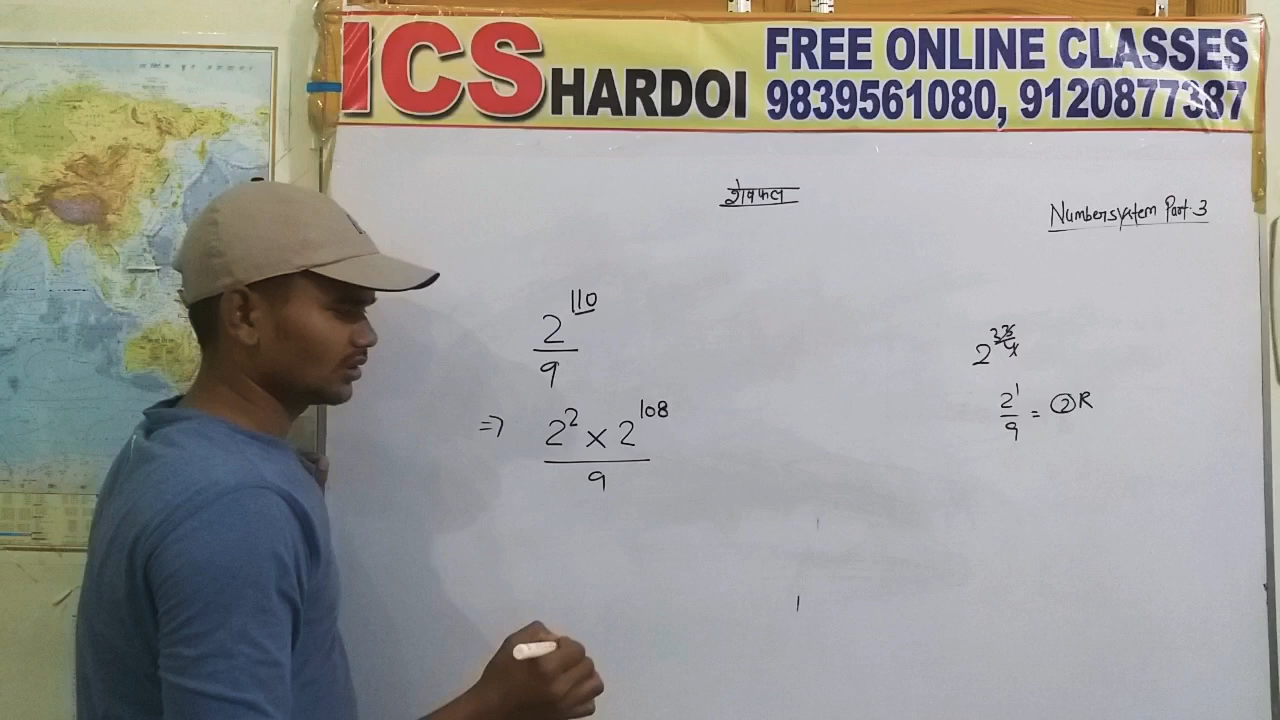 ICS HARDOI
FREE ONLINE CLASSES
9839561080, 9120877387
शेषफल
Numbersystem Part-3
2^110
9
⇒ 2^2 × 2^108
9
2^1
9 = ② R